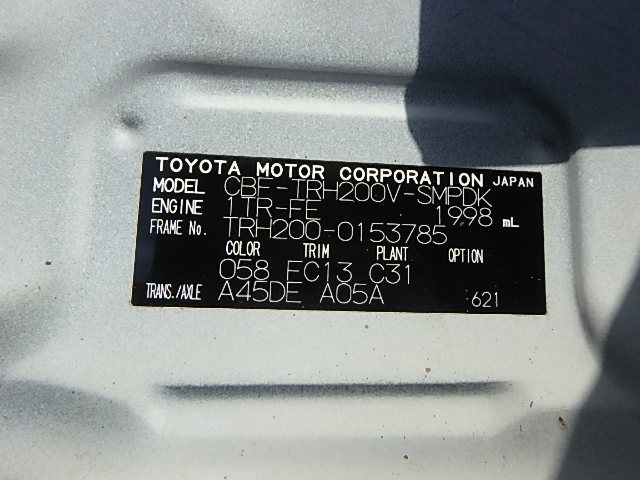 TOYOTA MOTOR CORPORATION JAPAN
MODEL CBF-TRH200V-SMPDK
ENGINE 1TR-FE 1998 mL
FRAME No. TRH200-0153785
COLOR TRIM PLANT OPTION
058 FC13 C31
TRANS./AXLE A45DE A05A 621